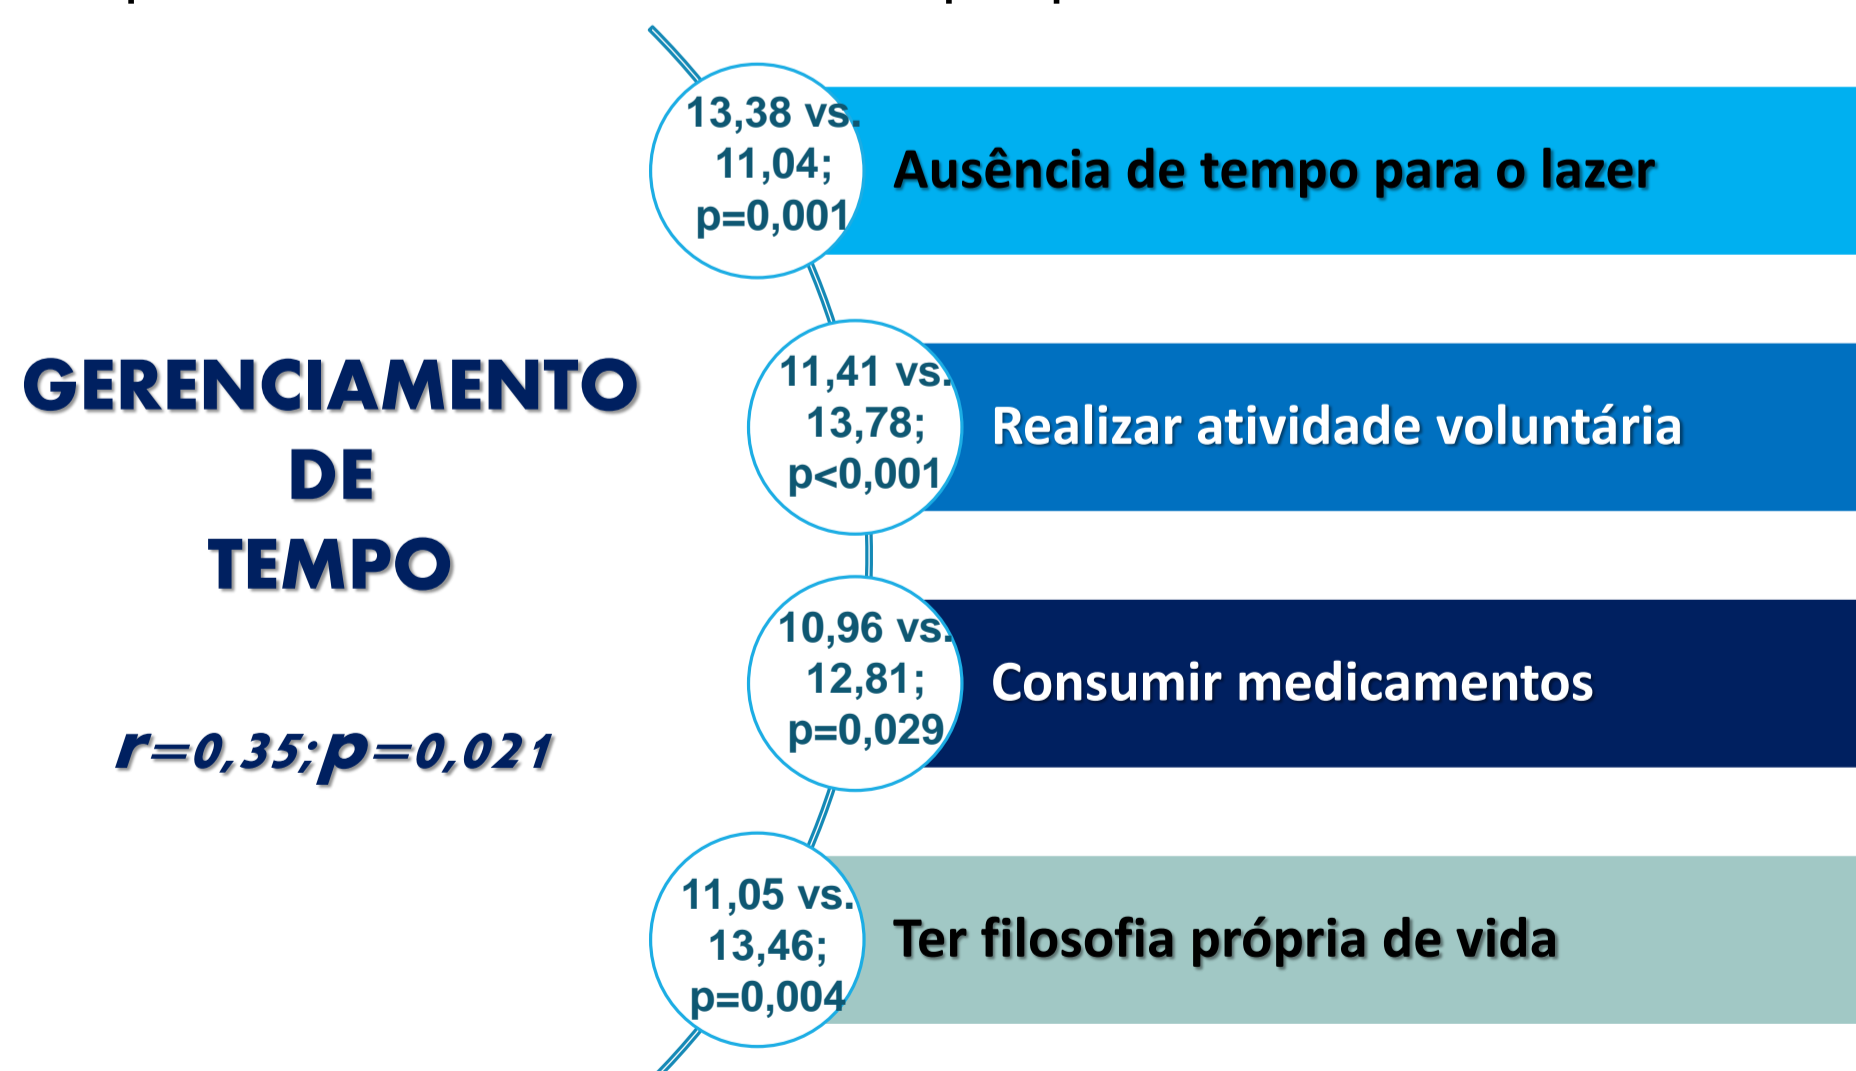 GERENCIAMENTO
DE
TEMPO
r=0,35;p=0,021
13,38 vs.
11,04;
p=0,001
Ausência de tempo para o lazer
11,41 vs.
13,78;
p<0,001
Realizar atividade voluntária
10,96 vs.
12,81;
p=0,029
Consumir medicamentos
11,05 vs.
13,46;
p=0,004
Ter filosofia própria de vida